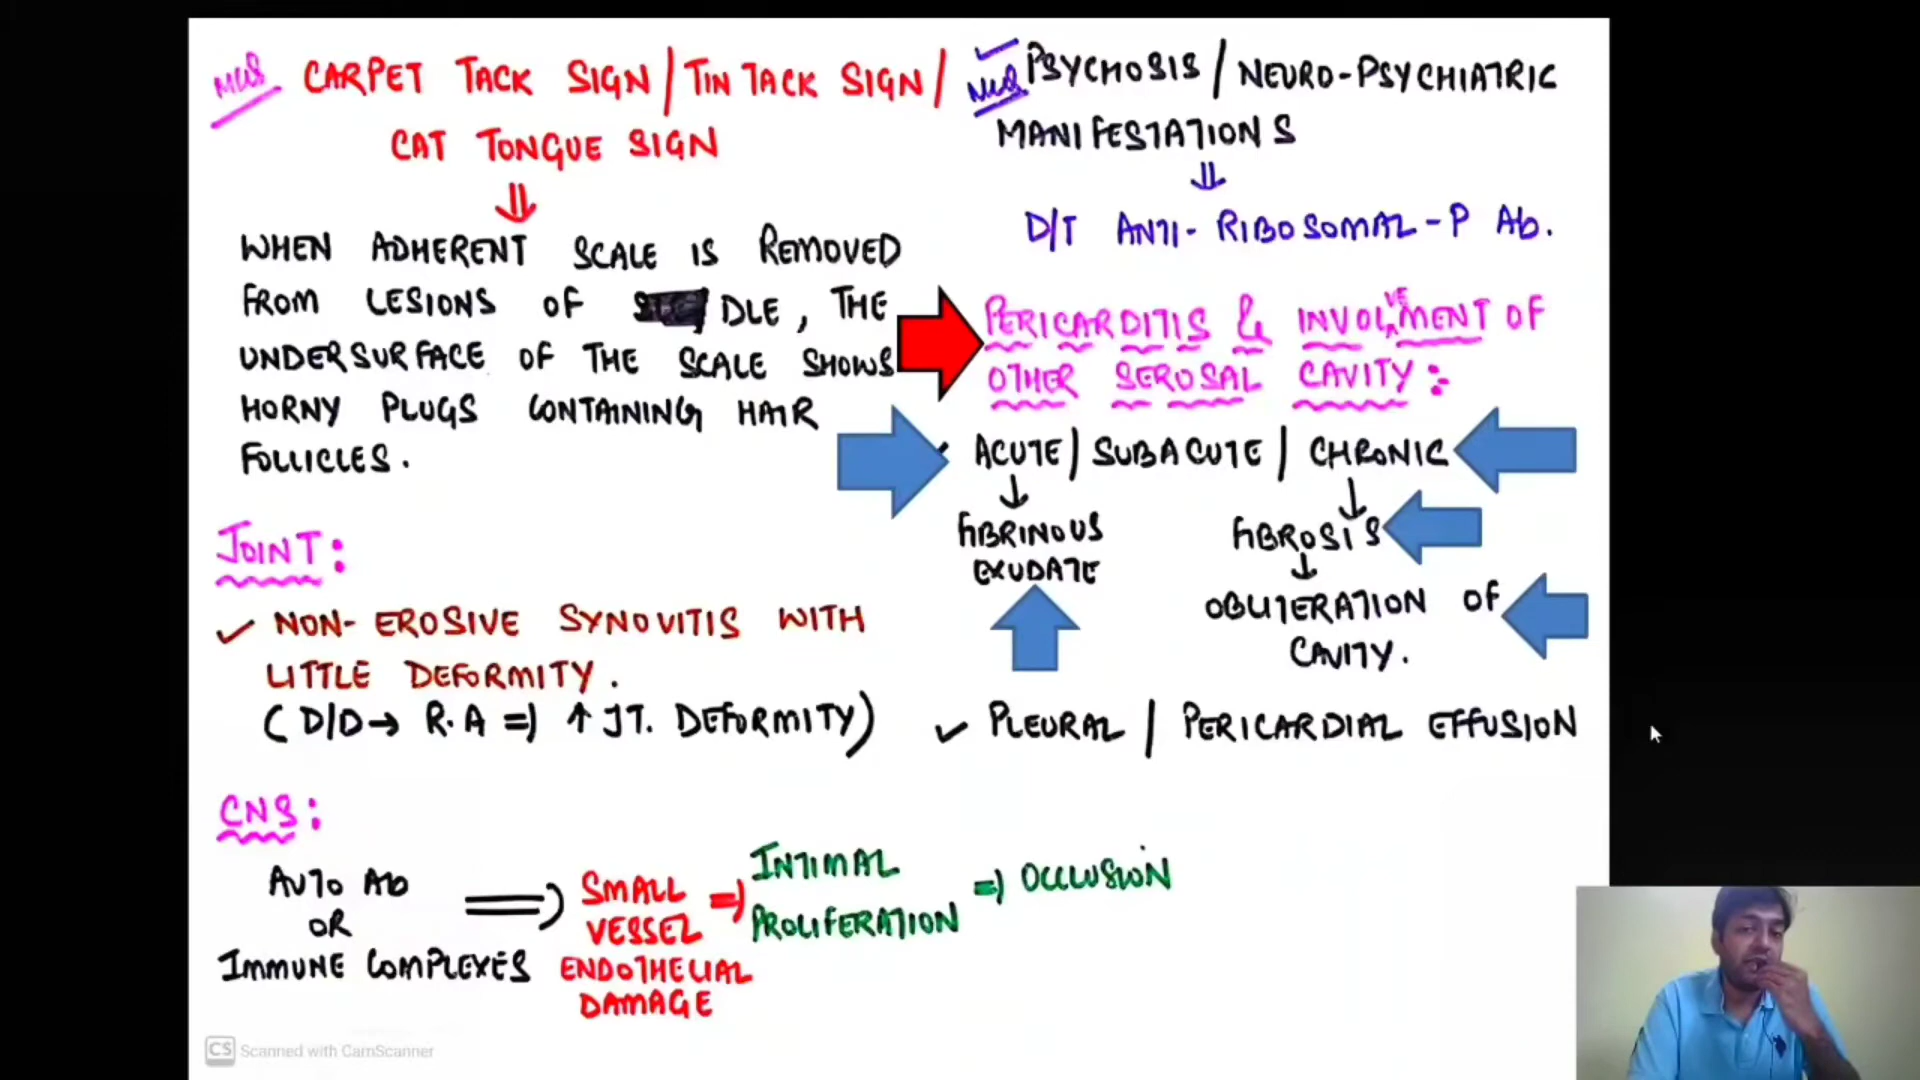 MCQ CARPET TACK SIGN / TIN TACK SIGN /
CAT TONGUE SIGN
⇓
WHEN ADHERENT SCALE IS REMOVED
FROM LESIONS OF DLE, THE
UNDERSURFACE OF THE SCALE SHOWS
HORNY PLUGS CONTAINING HAIR
FOLLICLES.
JOINT:
✓ NON-EROSIVE SYNOVITIS WITH
LITTLE DEFORMITY.
(D/D→ R.A ⇒ ↑ JT. DEFORMITY)
CNS:
AUTO Ab
OR
IMMUNE COMPLEXES
⇒ SMALL
VESSEL
ENDOTHELIAL
DAMAGE
⇒ INTIMAL
PROLIFERATION
⇒ OCCLUSION
✓ MCQ PSYCHOSIS / NEURO-PSYCHIATRIC
MANIFESTATIONS
⇓
D/T ANTI-RIBOSOMAL-P Ab.
PERICARDITIS & INVOLVEMENT OF
OTHER SEROSAL CAVITY :-
✓ ACUTE / SUBACUTE / CHRONIC
↓
FIBRINOUS
EXUDATE
↓
FIBROSIS
↓
OBLITERATION OF
CAVITY.
✓ PLEURAL / PERICARDIAL EFFUSION
CS Scanned with CamScanner